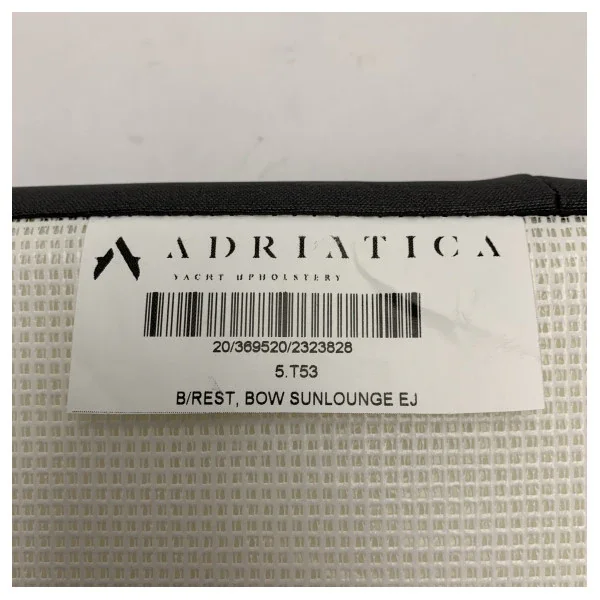 ADRIATICA
YACHT UPHOLSTERY
20/369520/2323828
5.T53
B/REST, BOW SUNLOUNGE EJ